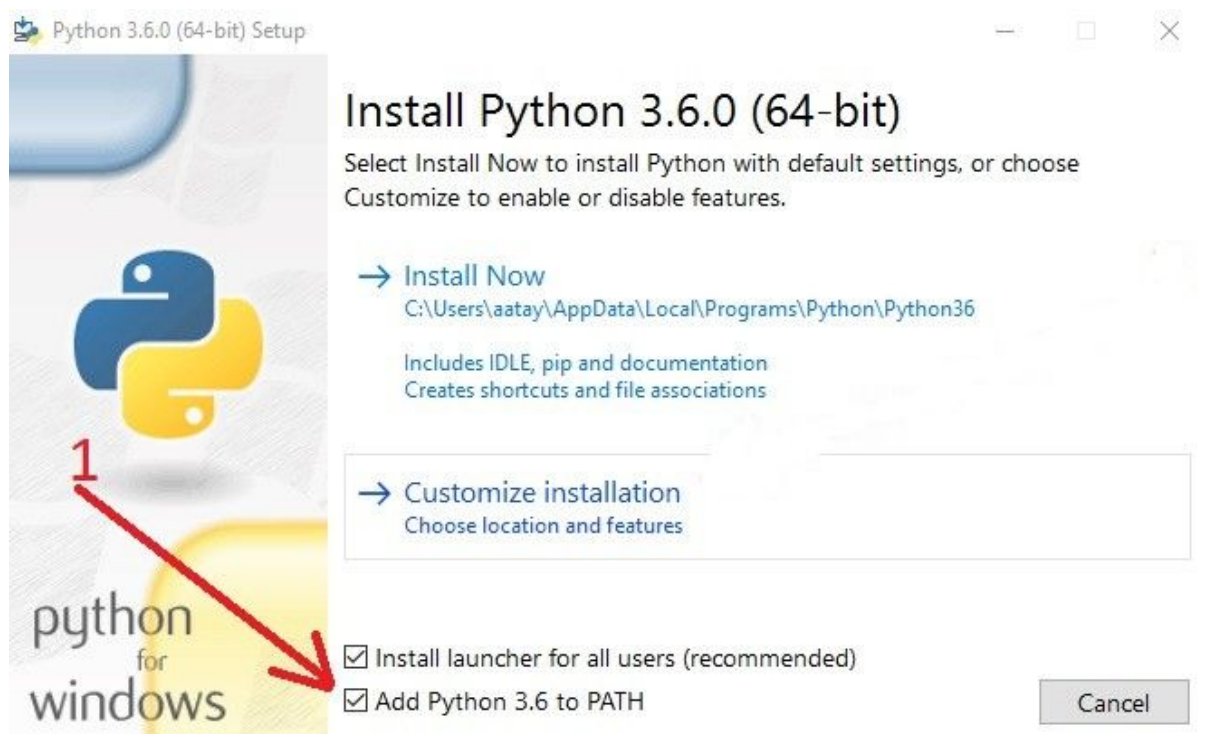 Python 3.6.0 (64-bit) Setup
Install Python 3.6.0 (64-bit)
Select Install Now to install Python with default settings, or choose
Customize to enable or disable features.
Install Now
C:\Users\aatay\AppData\Local\Programs\Python\Python36
Includes IDLE, pip and documentation
Creates shortcuts and file associations
1
Customize installation
Choose location and features
python
for
windows
Install launcher for all users (recommended)
Add Python 3.6 to PATH
Cancel